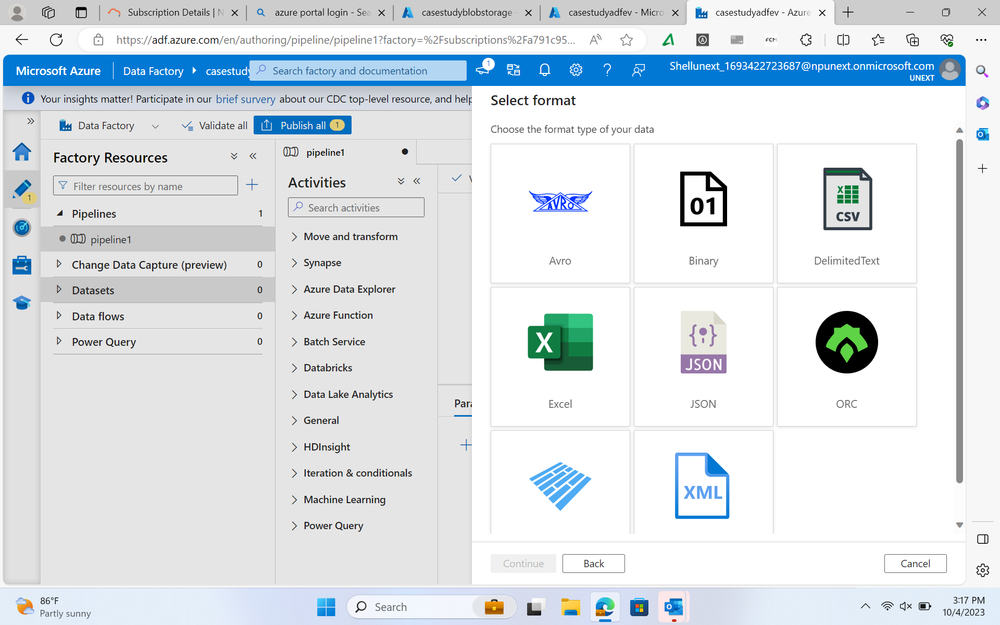 Subscription Details | N
azure portal login - Sea
casestudyblobstorage -
casestudyadfev - Micro
casestudyadfev - Azure
https://adf.azure.com/en/authoring/pipeline/pipeline1?factory=%2Fsubscriptions%2Fa791c95...
FCM
Microsoft Azure
Data Factory
casestudy
Search factory and documentation
1
Shellunext_1693422723687@npunext.onmicrosoft.com
UNEXT
Your insights matter! Participate in our brief survery about our CDC top-level resource, and help
Data Factory
Validate all
Publish all 1
1
Factory Resources
Filter resources by name
Pipelines 1
pipeline1
Change Data Capture (preview) 0
Datasets 0
Data flows 0
Power Query 0
pipeline1
Activities
Search activities
Move and transform
Synapse
Azure Data Explorer
Azure Function
Batch Service
Databricks
Data Lake Analytics
General
HDInsight
Iteration & conditionals
Machine Learning
Power Query
Para
Select format
Choose the format type of your data
AVRO
Avro
01
Binary
X
CSV
DelimitedText
X
Excel
JSON
JSON
ORC
XML
Continue
Back
Cancel
86°F
Partly sunny
Search
3:17 PM
10/4/2023